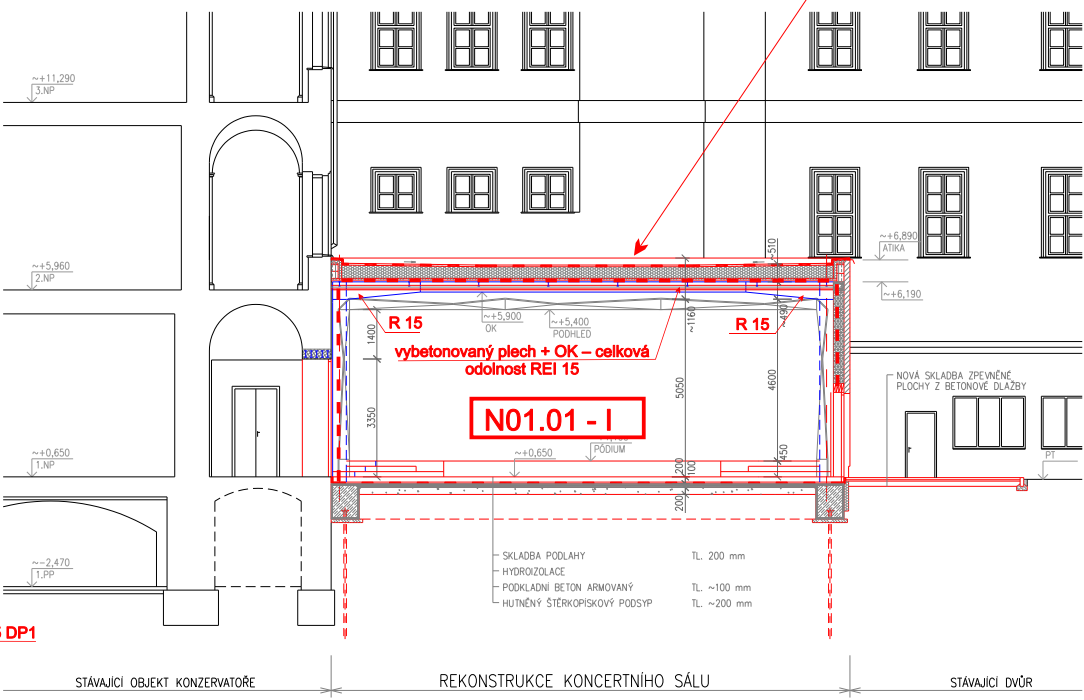 ~+11,290
3.NP
~+6,890
ATIKA
~510
~+5,960
2.NP
~+6,190
~+5,900
OK
~+5,400
PODHLED
~1160
~490
R 15
R 15
1400
vybetonovaný plech + OK – celková
odolnost REI 15
5050
4600
3350
N01.01 - I
NOVÁ SKLADBA ZPEVNĚNÉ
PLOCHY Z BETONOVÉ DLAŽBY
~+0,650
1.NP
~+0,650
PÓDIUM
450
200
100
200
PT
SKLADBA PODLAHY TL. 200 mm
HYDROIZOLACE
PODKLADNÍ BETON ARMOVANÝ TL. ~100 mm
HUTNĚNÝ ŠTĚRKOPÍSKOVÝ PODSYP TL. ~200 mm
~-2,470
1.PP
DP1
STÁVAJÍCÍ OBJEKT KONZERVATOŘE
REKONSTRUKCE KONCERTNÍHO SÁLU
STÁVAJÍCÍ DVŮR